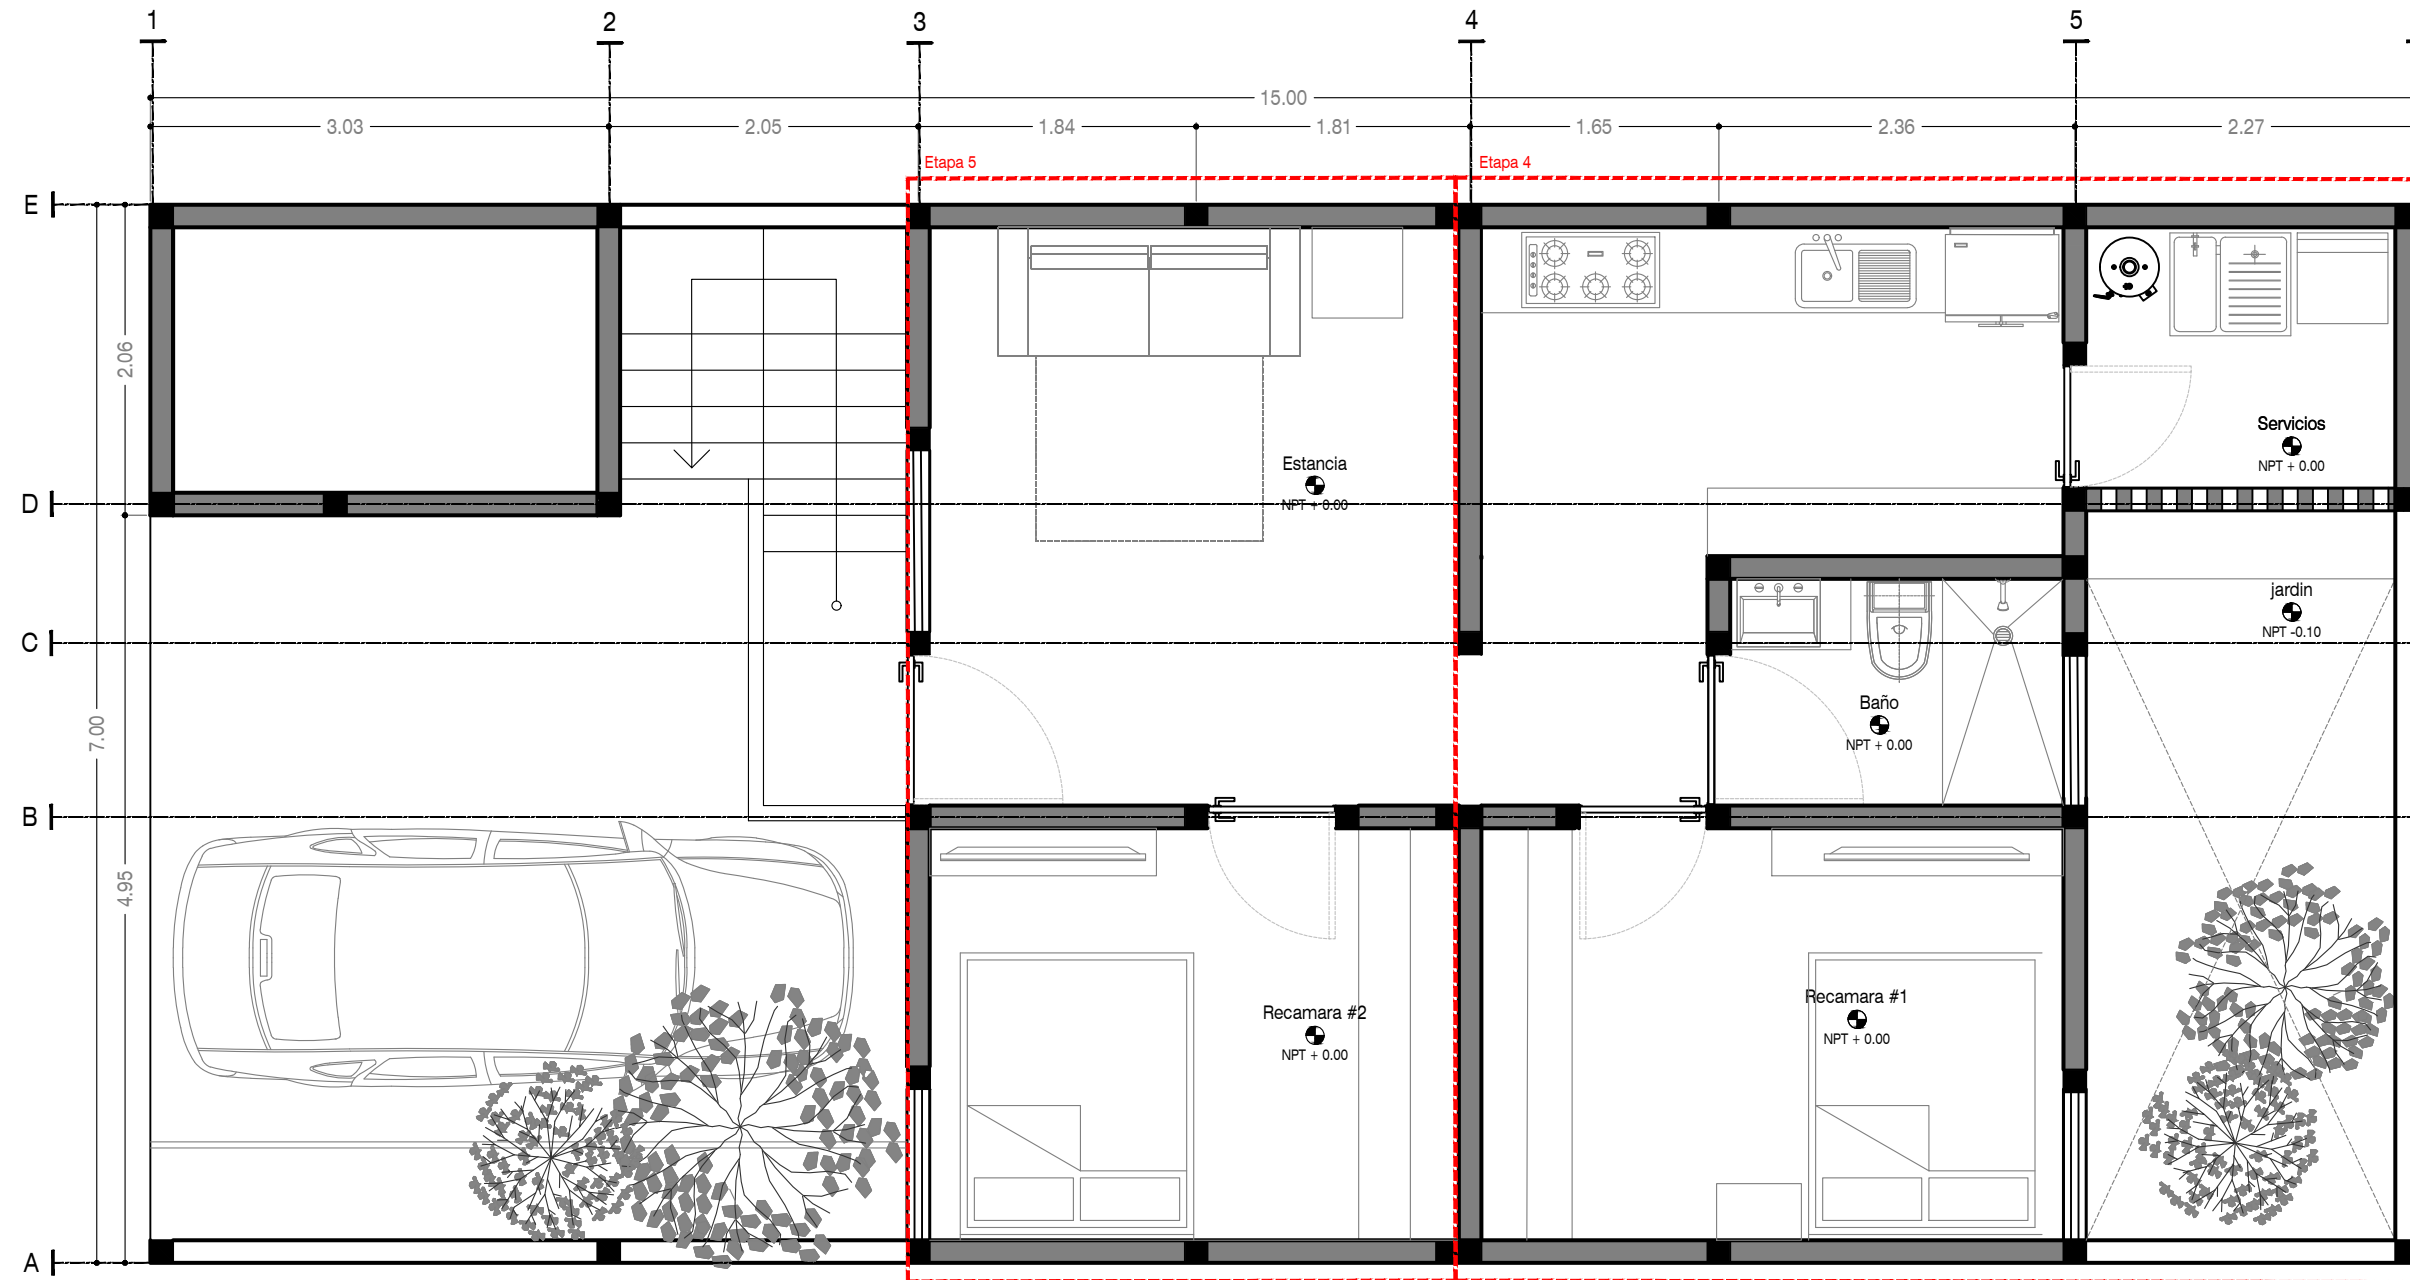 1
2
3
4
5
15.00
3.03
2.05
1.84
1.81
1.65
2.36
2.27
Etapa 5
Etapa 4
E
2.06
Servicios
NPT + 0.00
Estancia
NPT + 0.00
D
jardin
NPT -0.10
C
Baño
NPT + 0.00
7.00
B
4.95
Recamara #2
NPT + 0.00
Recamara #1
NPT + 0.00
A